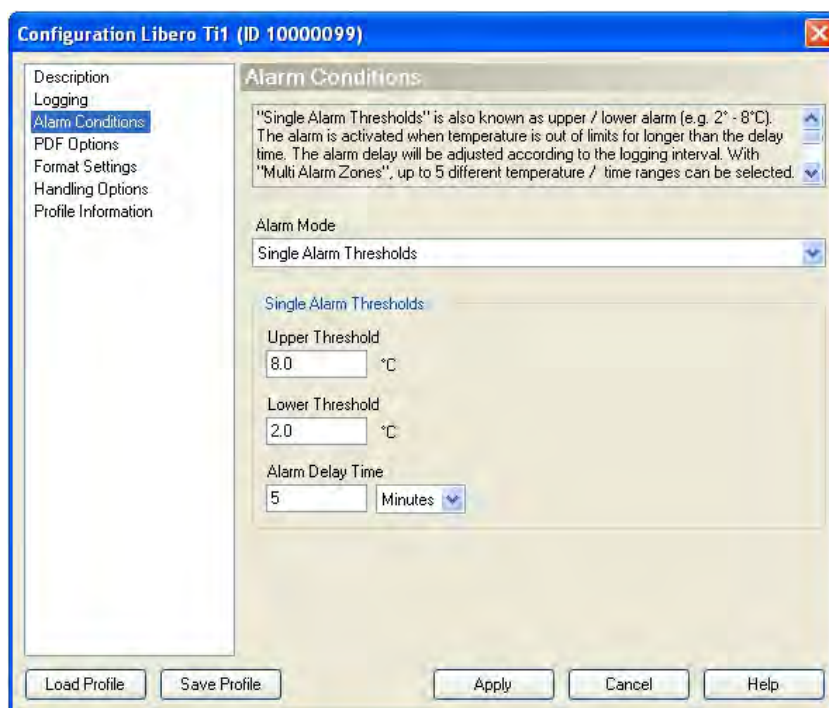 Configuration Libero Ti1 (ID 10000099)
Description
Logging
Alarm Conditions
PDF Options
Format Settings
Handling Options
Profile Information
Alarm Conditions
"Single Alarm Thresholds" is also known as upper / lower alarm (e.g. 2° - 8°C).
The alarm is activated when temperature is out of limits for longer than the delay
time. The alarm delay will be adjusted according to the logging interval. With
"Multi Alarm Zones", up to 5 different temperature / time ranges can be selected.
Alarm Mode
Single Alarm Thresholds
Single Alarm Thresholds
Upper Threshold
8.0 °C
Lower Threshold
2.0 °C
Alarm Delay Time
5 Minutes
Load Profile Save Profile Apply Cancel Help